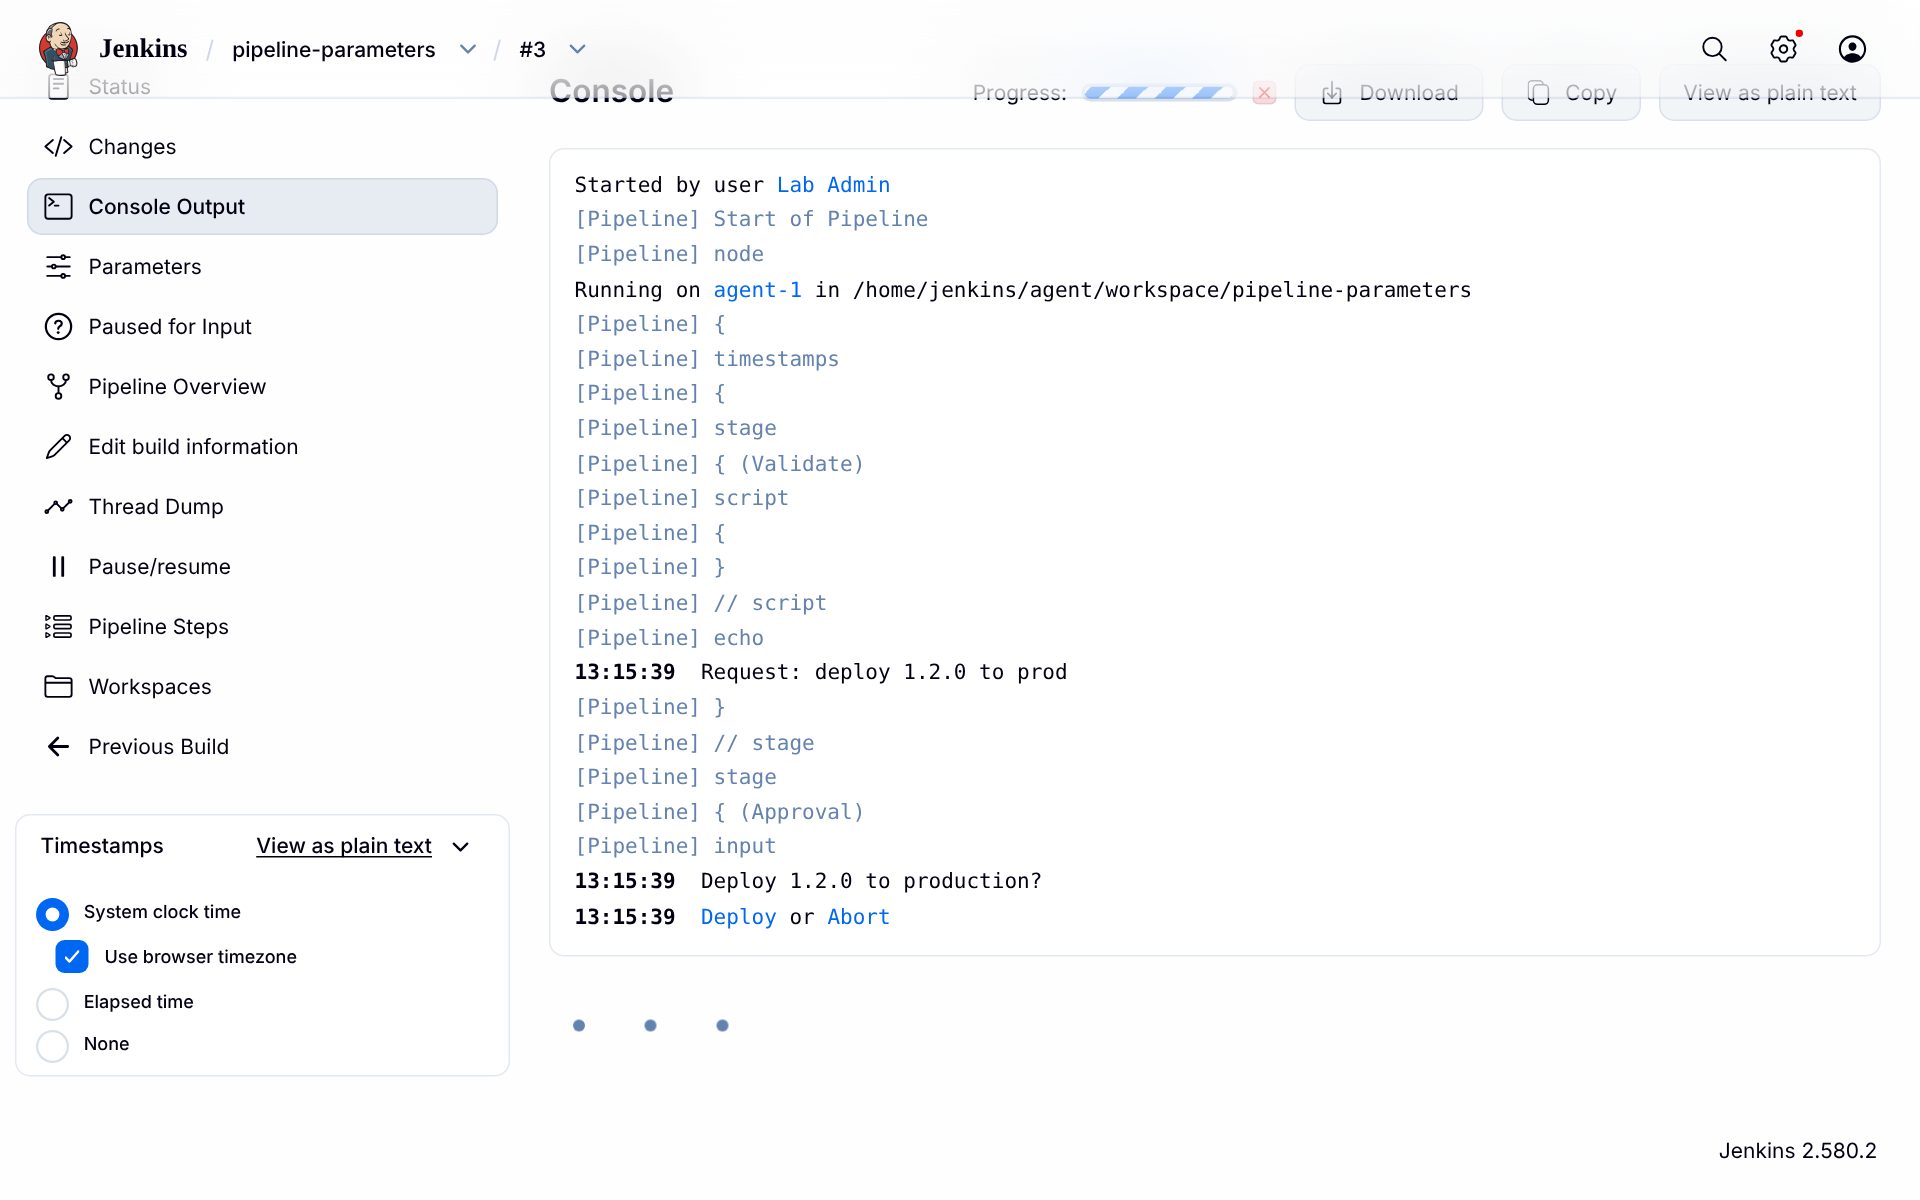 Jenkins / pipeline-parameters / #3
Status
Changes
Console Output
Parameters
Paused for Input
Pipeline Overview
Edit build information
Thread Dump
Pause/resume
Pipeline Steps
Workspaces
Previous Build
Timestamps View as plain text
System clock time
Use browser timezone
Elapsed time
None
Console Progress: Download Copy View as plain text
Started by user Lab Admin
[Pipeline] Start of Pipeline
[Pipeline] node
Running on agent-1 in /home/jenkins/agent/workspace/pipeline-parameters
[Pipeline] {
[Pipeline] timestamps
[Pipeline] {
[Pipeline] stage
[Pipeline] { (Validate)
[Pipeline] script
[Pipeline] {
[Pipeline] }
[Pipeline] // script
[Pipeline] echo
13:15:39 Request: deploy 1.2.0 to prod
[Pipeline] }
[Pipeline] // stage
[Pipeline] stage
[Pipeline] { (Approval)
[Pipeline] input
13:15:39 Deploy 1.2.0 to production?
13:15:39 Deploy or Abort
Jenkins 2.580.2